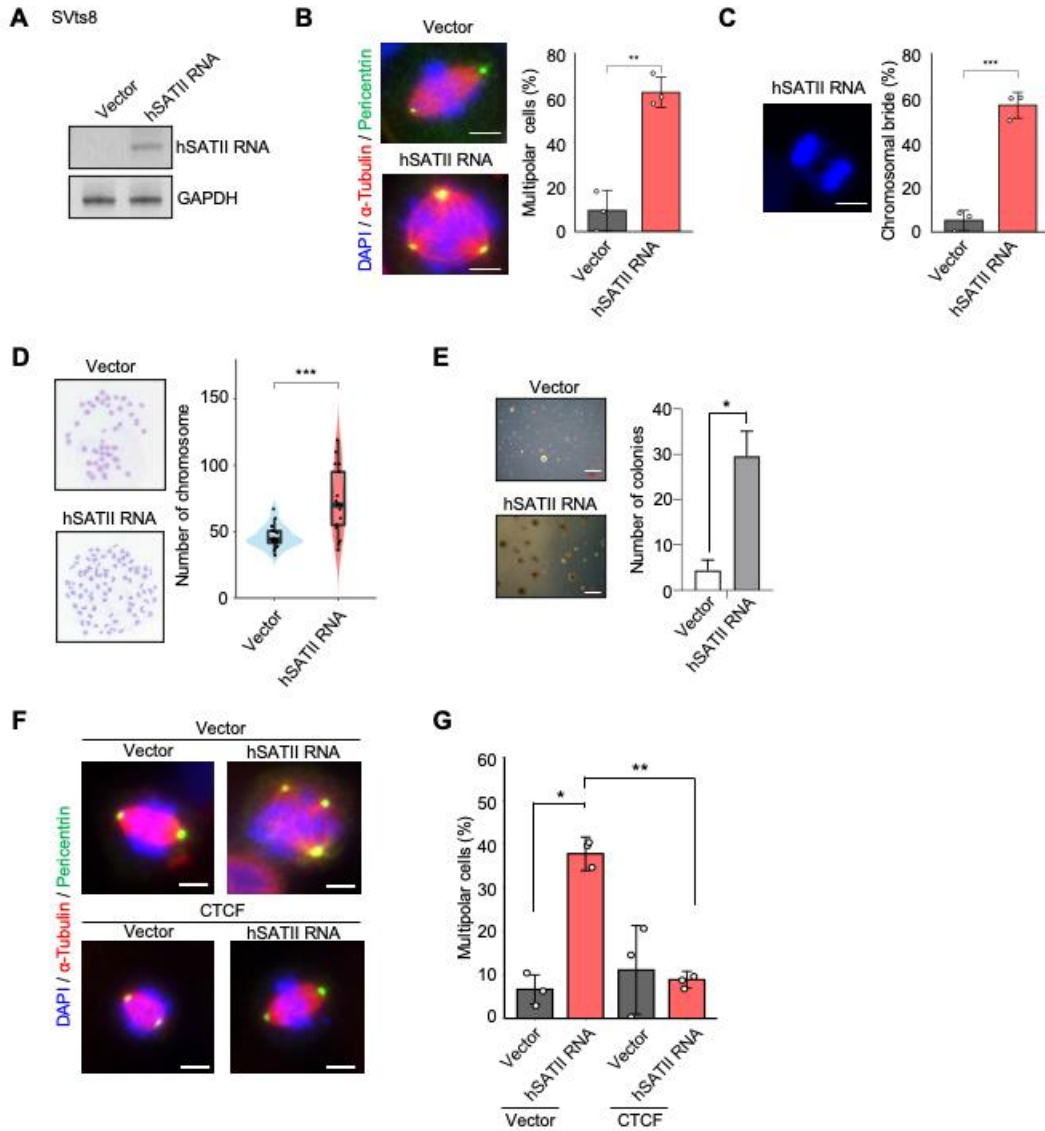 A SVts8
Vector
hSATII RNA
hSATII RNA
GAPDH
B
Vector
hSATII RNA
DAPI / α-Tubulin / Pericentrin
Multipolar cells (%)
80
60
40
20
0
**
Vector
hSATII RNA
C
hSATII RNA
Chromosomal bride (%)
80
60
40
20
0
***
Vector
hSATII RNA
D
Vector
hSATII RNA
Number of chromosome
150
100
50
0
***
Vector
hSATII RNA
E
Vector
hSATII RNA
Number of colonies
40
30
20
10
0
*
Vector
hSATII RNA
F
Vector
Vector hSATII RNA
CTCF
Vector hSATII RNA
DAPI / α-Tubulin / Pericentrin
G
Multipolar cells (%)
60
50
40
30
20
10
0
*
**
Vector
hSATII RNA
Vector
hSATII RNA
Vector CTCF